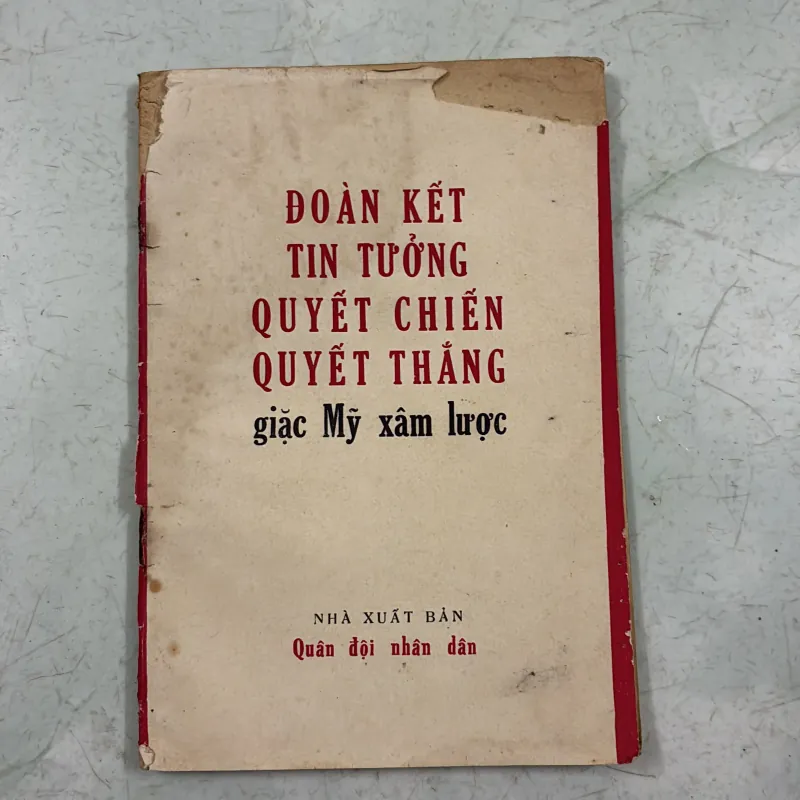 ĐOÀN KẾT
TIN TƯỞNG
QUYẾT CHIẾN
QUYẾT THẮNG
giặc Mỹ xâm lược
NHÀ XUẤT BẢN
Quân đội nhân dân